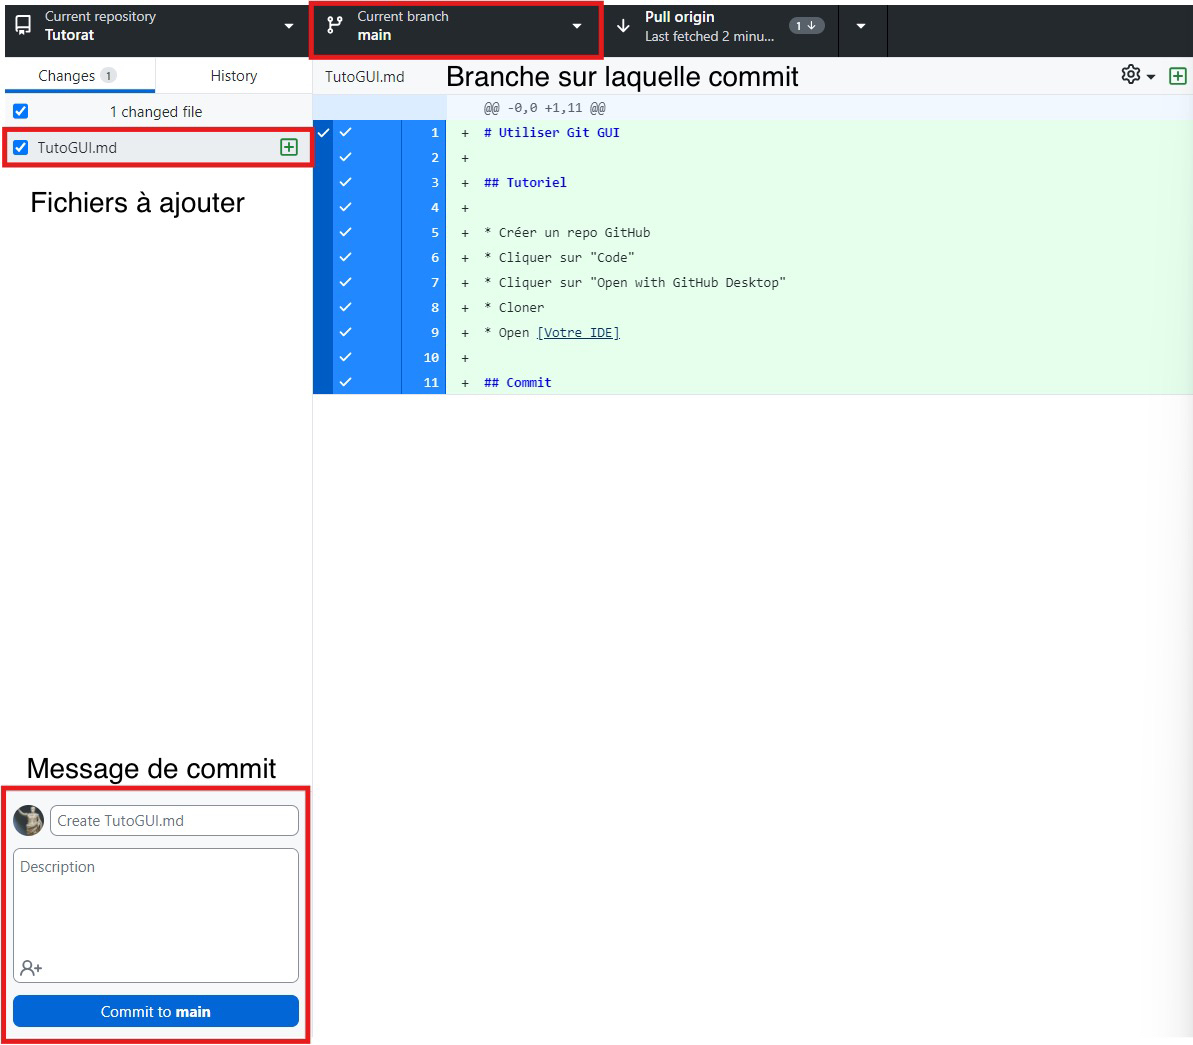 Current repository
Tutorat
Current branch
main
Pull origin
Last fetched 2 minu...
1
Changes 1
History
TutoGUI.md
Branche sur laquelle commit
1 changed file
@@ -0,0 +1,11 @@
TutoGUI.md
Fichiers à ajouter
1 + # Utiliser Git GUI
2 +
3 + ## Tutoriel
4 +
5 + * Créer un repo GitHub
6 + * Cliquer sur "Code"
7 + * Cliquer sur "Open with GitHub Desktop"
8 + * Cloner
9 + * Open [Votre IDE]
10 +
11 + ## Commit
Message de commit
Create TutoGUI.md
Description
Commit to main